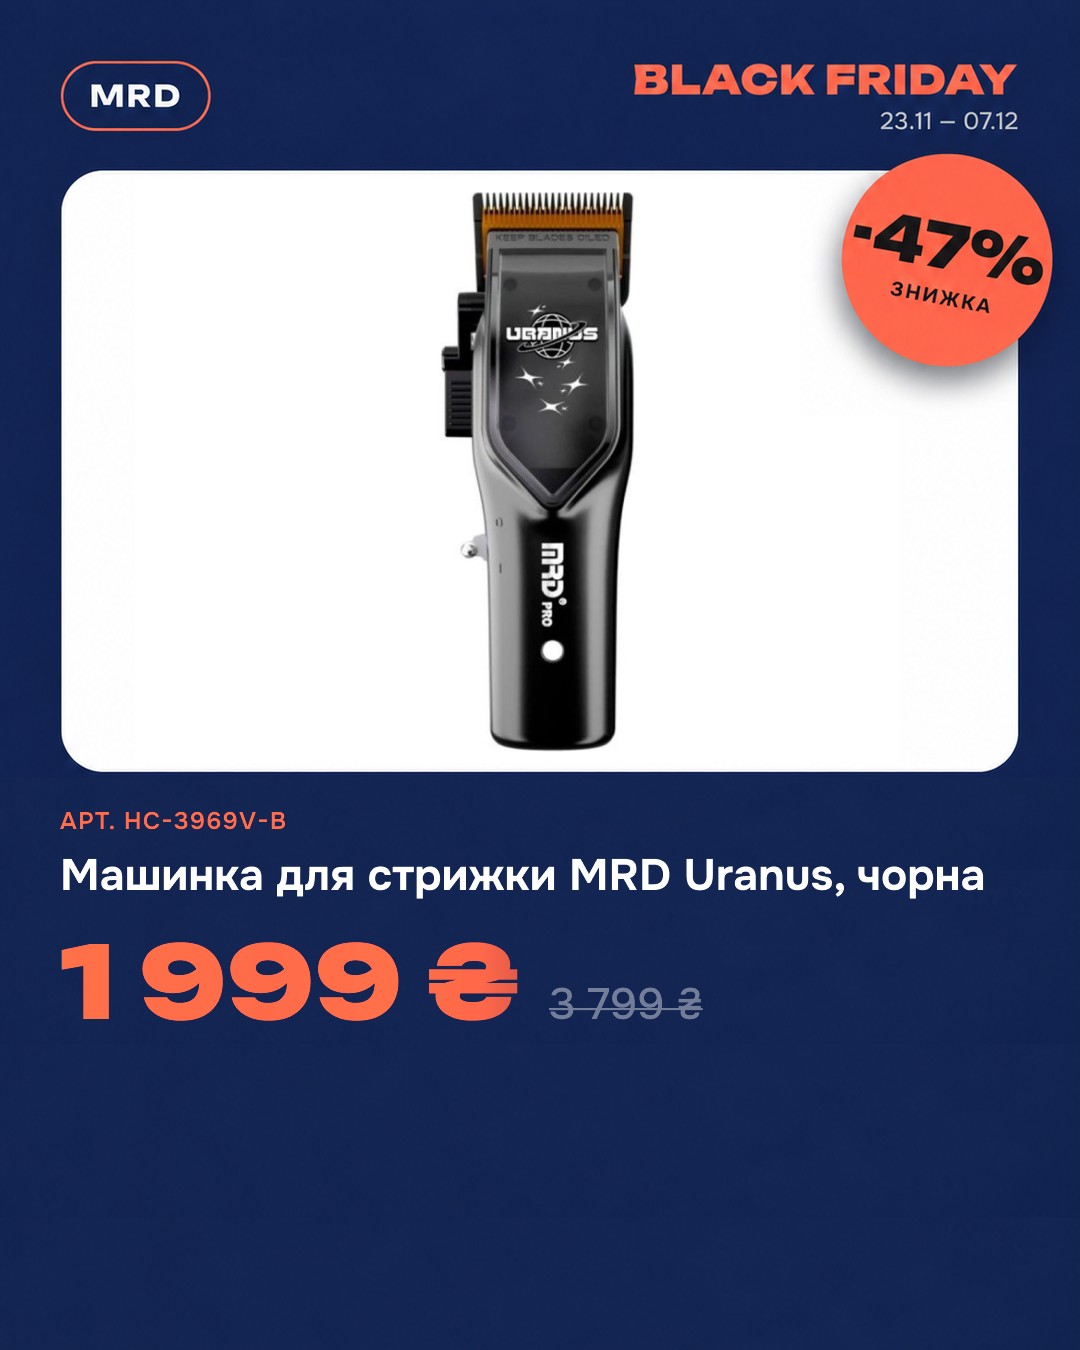 MRD
BLACK FRIDAY
23.11 – 07.12
-47%
ЗНИЖКА
KEEP BLADES OILED
URANUS
0
I
MRD® PRO
АРТ. HC-3969V-B
Машинка для стрижки MRD Uranus, чорна
1 999 ₴
3 799 ₴